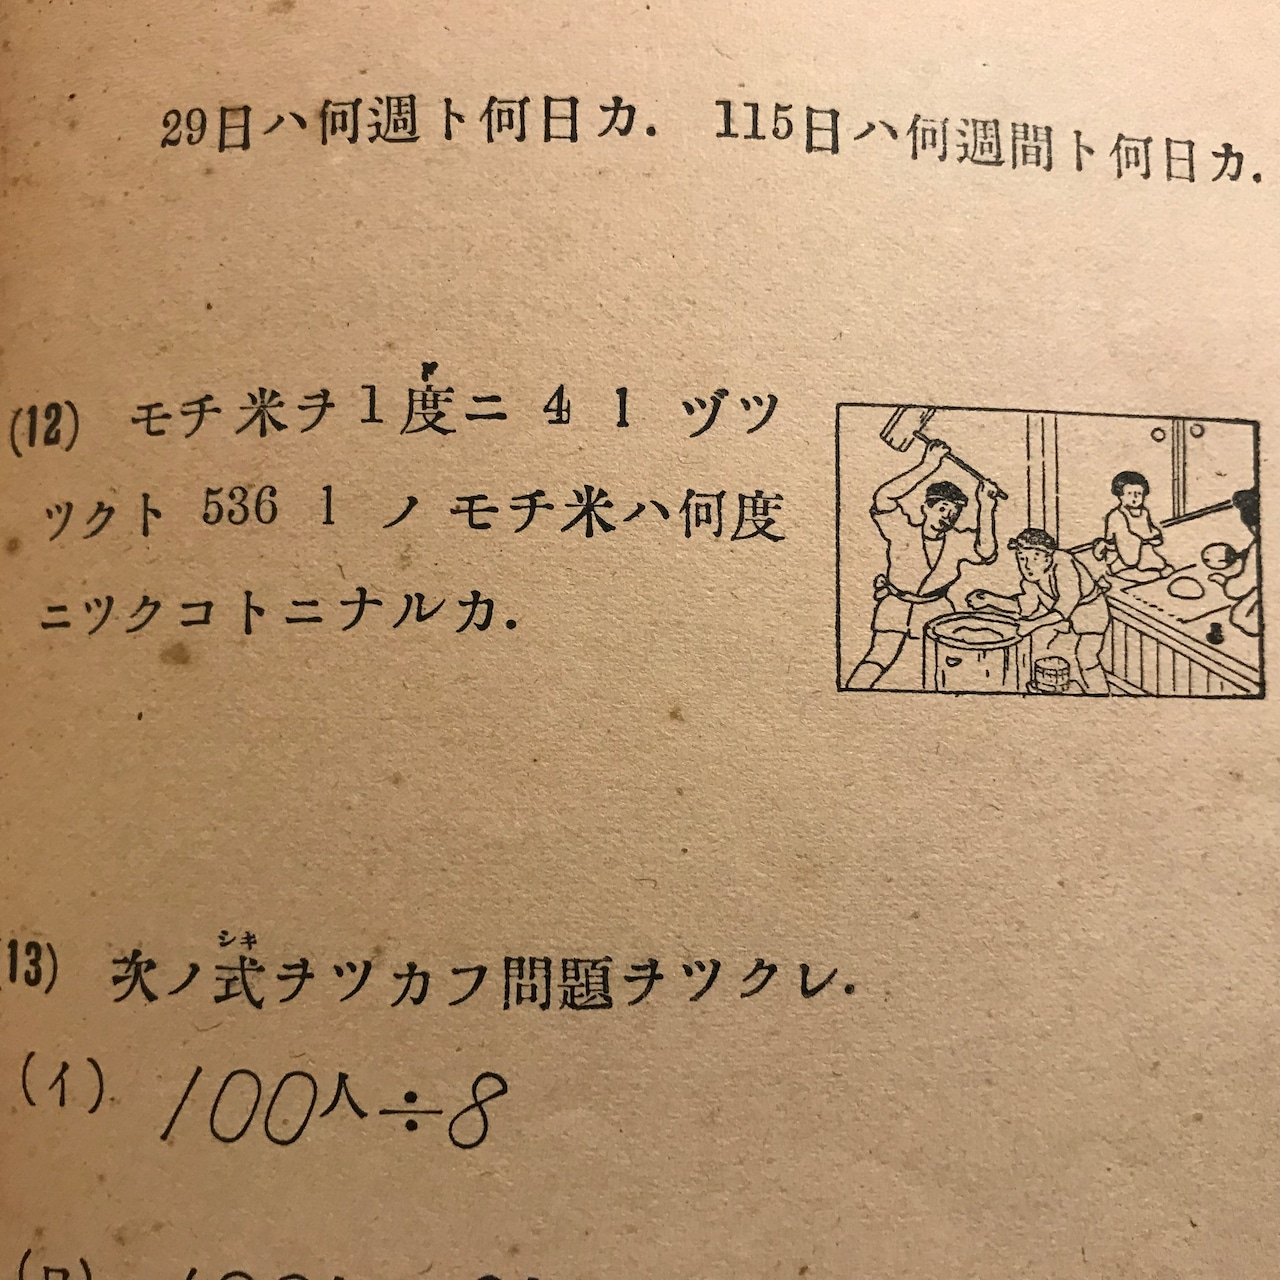 29日ハ何週ト何日カ. 115日ハ何週間ト何日カ.
(12) モチ米ヲ1度ニ 4 l ヅツ
ツクト 536 l ノモチ米ハ何度
ニツクコトニナルカ.
シキ
(13) 次ノ式ヲツカフ問題ヲツクレ.
(イ) 100人÷8
(ロ)